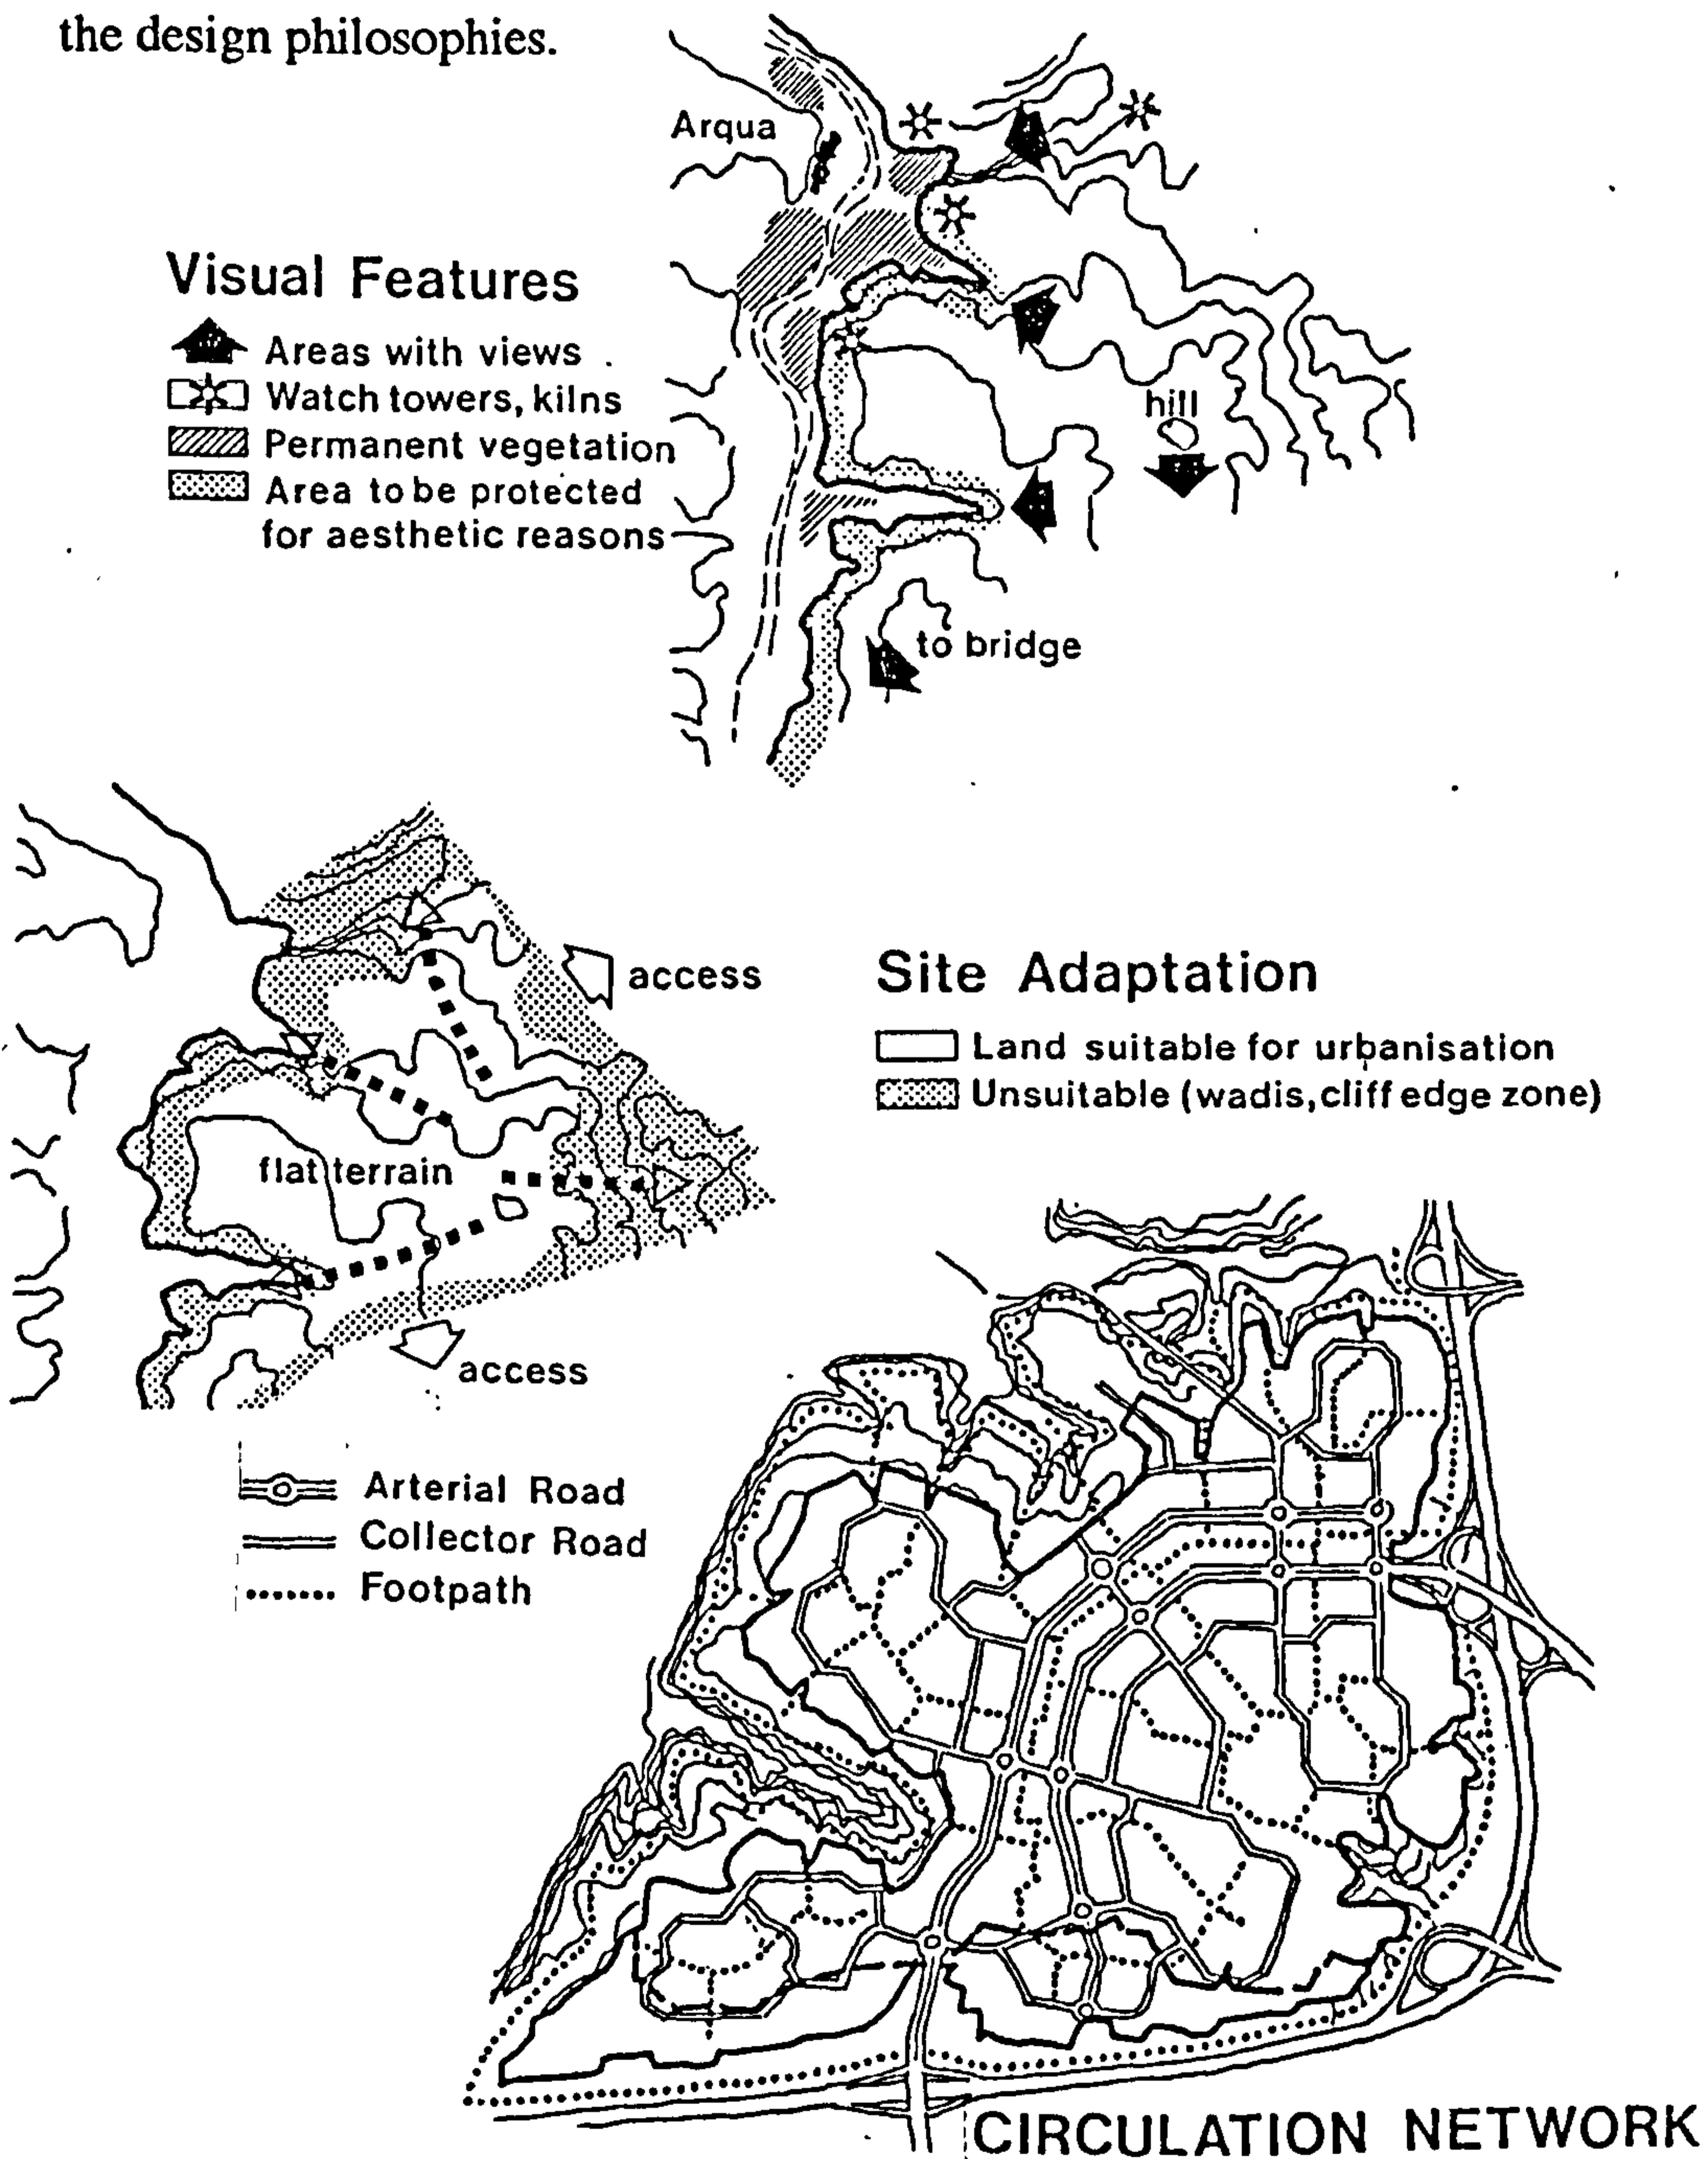 the design philosophies.
Arqua
Visual Features
Areas with views
Watch towers, kilns
Permanent vegetation
Area to be protected
for aesthetic reasons
hill
to bridge
access
Site Adaptation
Land suitable for urbanisation
Unsuitable (wadis, cliff edge zone)
flat terrain
access
Arterial Road
Collector Road
Footpath
CIRCULATION NETWORK